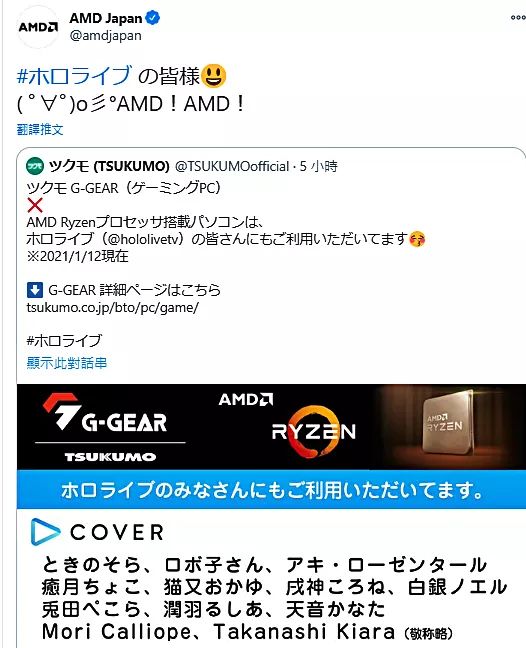 AMD AMD Japan
@amdjapan
#ホロライブ の皆様😃
( ﾟ∀ﾟ)o彡°AMD！AMD！
翻譯推文
ツクモ (TSUKUMO) @TSUKUMOofficial · 5 小時
ツクモ G-GEAR（ゲーミングPC）
❌
AMD Ryzenプロセッサ搭載パソコンは、
ホロライブ（@hololivetv）の皆さんにもご利用いただいてます😚
※2021/1/12現在
⬇️ G-GEAR 詳細ページはこちら
tsukumo.co.jp/bto/pc/game/
#ホロライブ
顯示此對話串
G-GEAR
TSUKUMO
AMD
RYZEN
AMD
RYZEN
ホロライブのみなさんにもご利用いただいてます。
COVER
ときのそら、ロボ子さん、アキ・ローゼンタール
癒月ちょこ、猫又おかゆ、戌神ころね、白銀ノエル
兎田ぺこら、潤羽るしあ、天音かなた
Mori Calliope、Takanashi Kiara（敬称略）